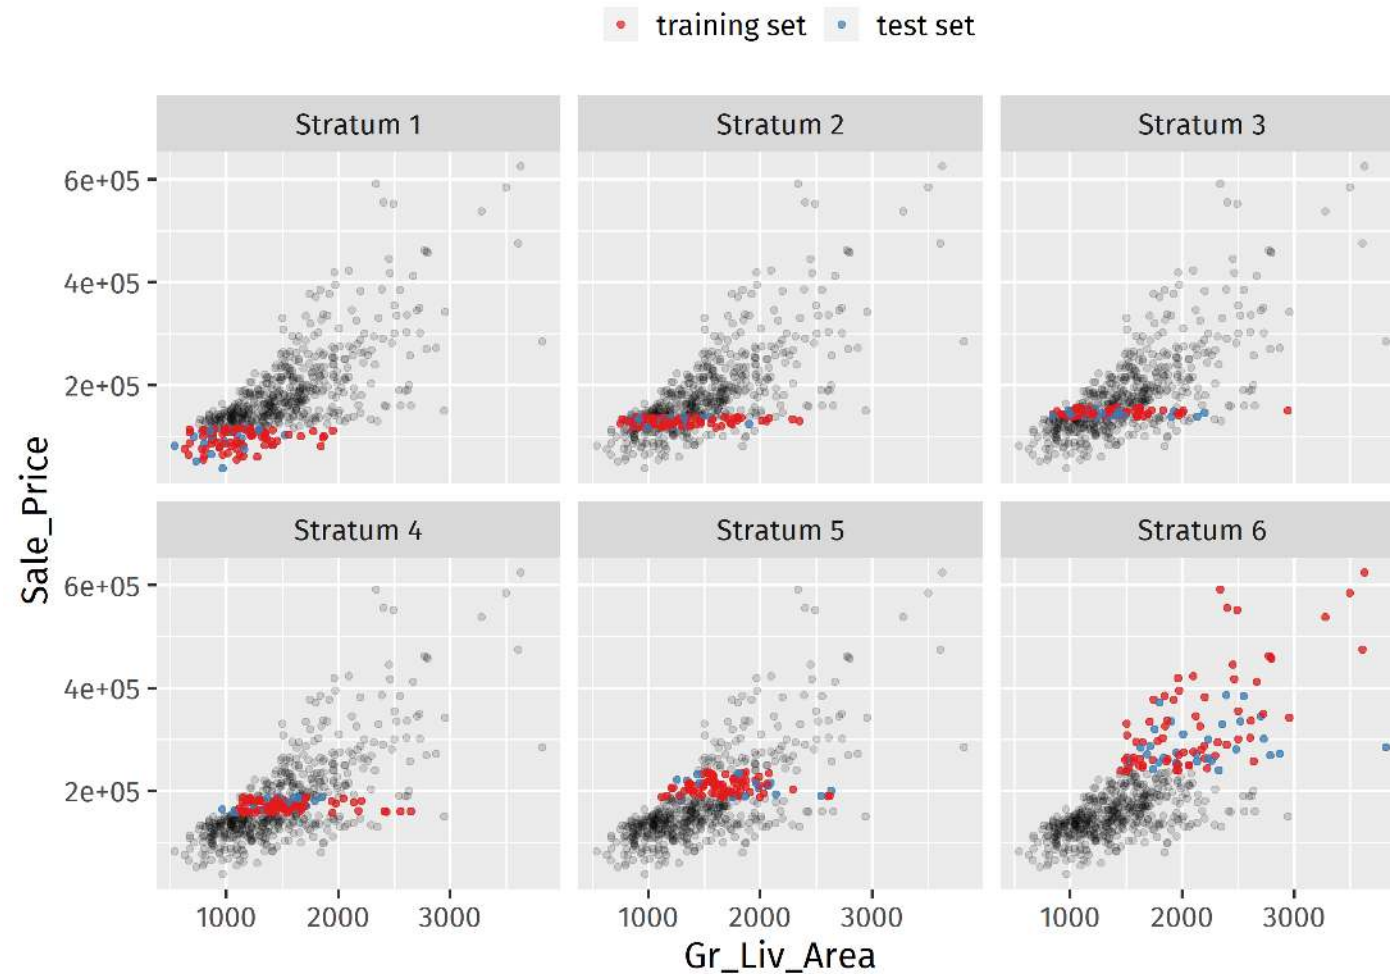 training set test set
Stratum 1 Stratum 2 Stratum 3
6e+05
4e+05
2e+05
Stratum 4 Stratum 5 Stratum 6
6e+05
4e+05
2e+05
Sale_Price
1000 2000 3000 1000 2000 3000 1000 2000 3000
Gr_Liv_Area